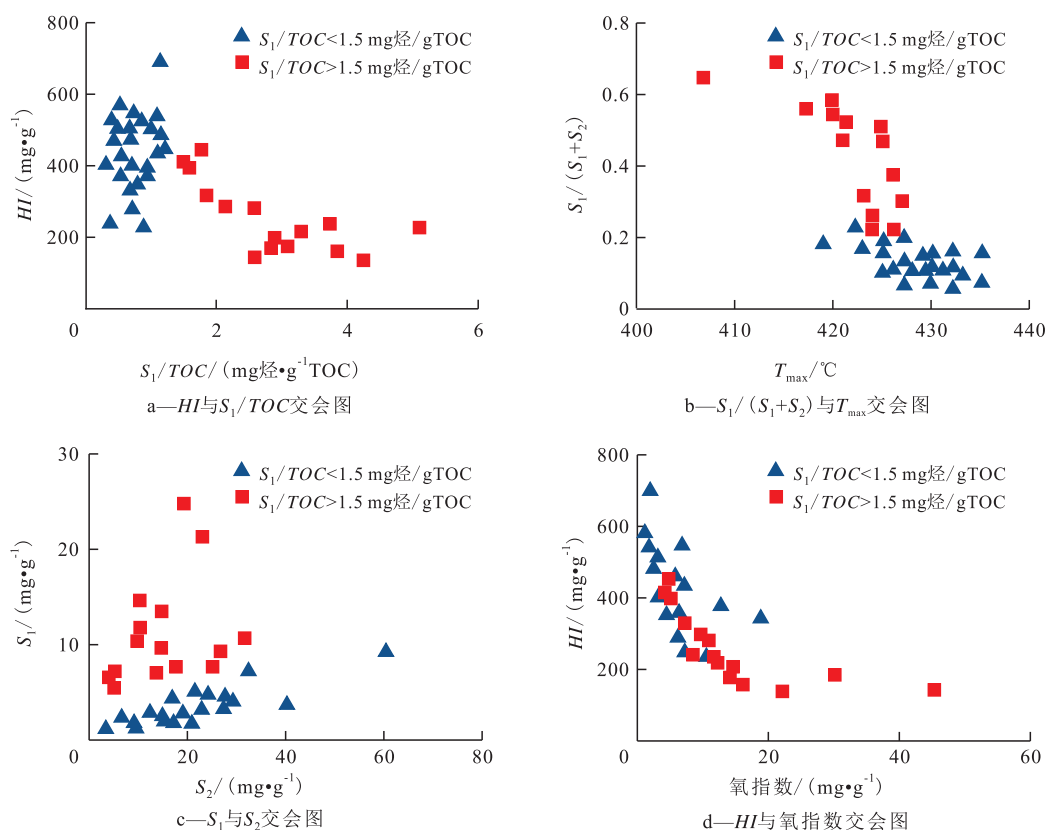 800
600
400
200
0
2
4
6
HI/(mg•g⁻¹)
▲ S₁/TOC<1.5 mg烃/gTOC
■ S₁/TOC>1.5 mg烃/gTOC
S₁/TOC/(mg烃•g⁻¹TOC)
a—HI与S₁/TOC交会图
0.8
0.6
0.4
0.2
0
400
410
420
430
440
S₁/(S₁+S₂)
▲ S₁/TOC<1.5 mg烃/gTOC
■ S₁/TOC>1.5 mg烃/gTOC
Tmax/℃
b—S₁/(S₁+S₂)与Tmax交会图
30
20
10
0
20
40
60
80
S₁/(mg•g⁻¹)
▲ S₁/TOC<1.5 mg烃/gTOC
■ S₁/TOC>1.5 mg烃/gTOC
S₂/(mg•g⁻¹)
c—S₁与S₂交会图
800
600
400
200
0
20
40
60
HI/(mg•g⁻¹)
▲ S₁/TOC<1.5 mg烃/gTOC
■ S₁/TOC>1.5 mg烃/gTOC
氧指数/(mg•g⁻¹)
d—HI与氧指数交会图